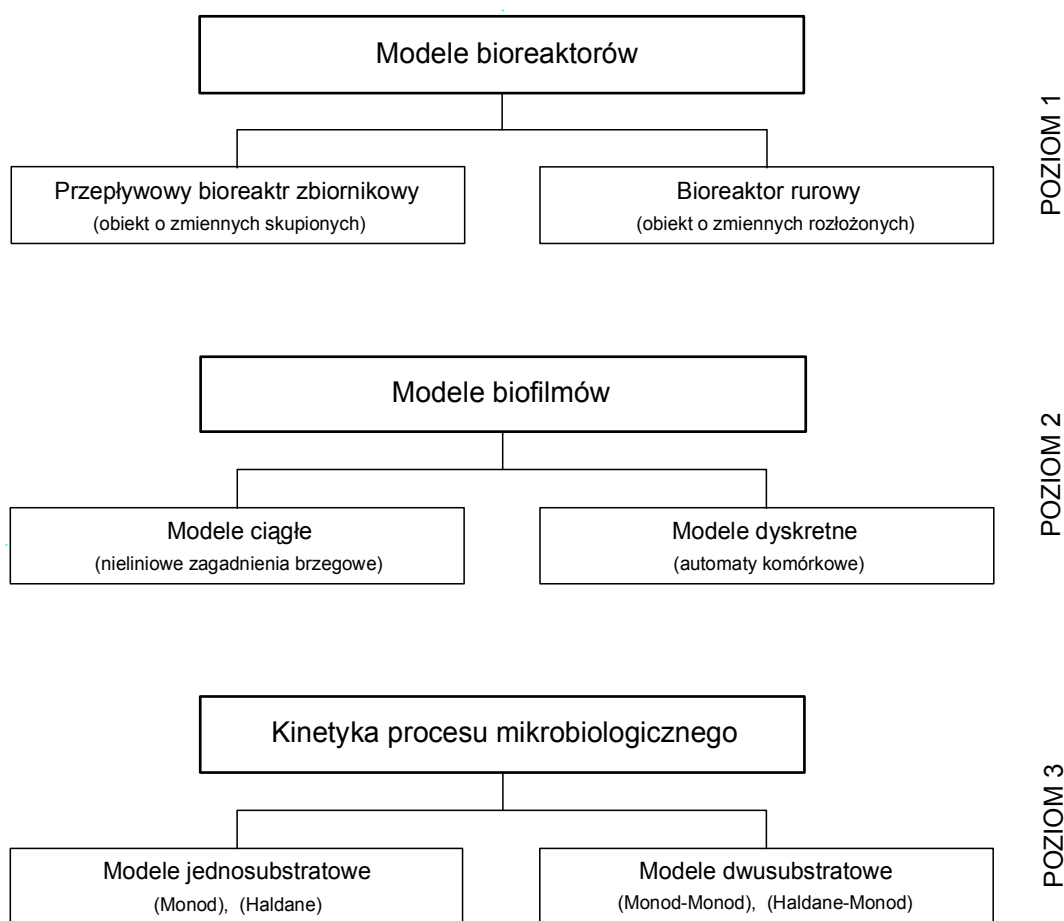 Modele bioreaktorów
POZIOM 1
Przepływowy bioreaktr zbiornikowy
(obiekt o zmiennych skupionych)
Bioreaktor rurowy
(obiekt o zmiennych rozłożonych)
Modele biofilmów
POZIOM 2
Modele ciągłe
(nieliniowe zagadnienia brzegowe)
Modele dyskretne
(automaty komórkowe)
Kinetyka procesu mikrobiologicznego
POZIOM 3
Modele jednosubstratowe
(Monod), (Haldane)
Modele dwusubstratowe
(Monod-Monod), (Haldane-Monod)